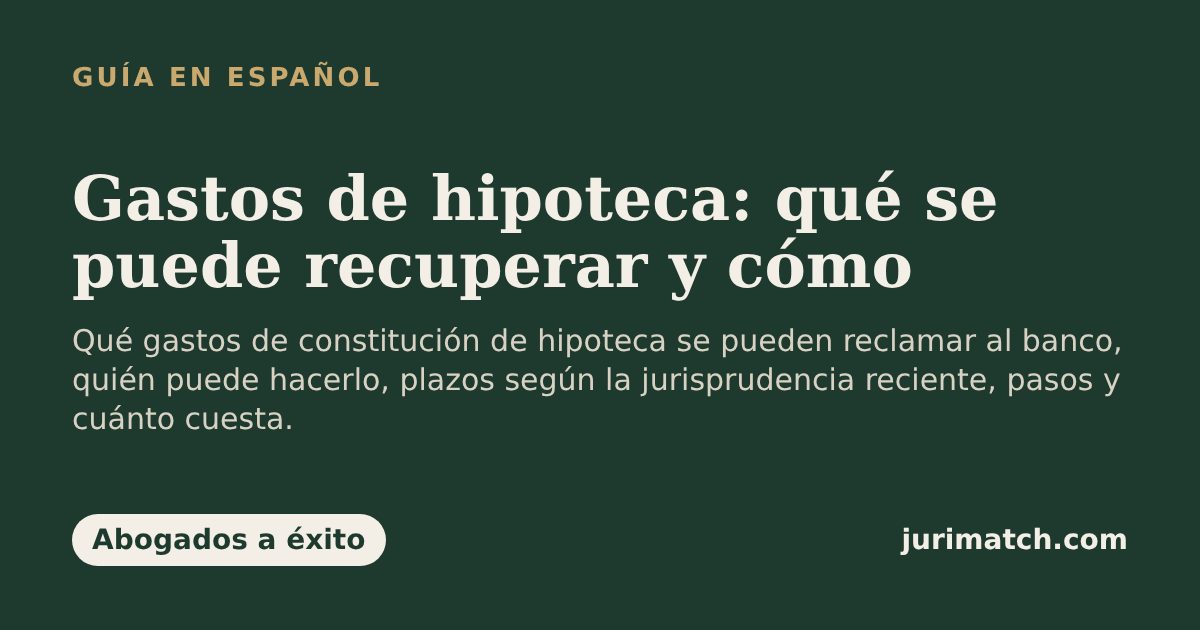 GUÍA EN ESPAÑOL
Gastos de hipoteca: qué se
puede recuperar y cómo
Qué gastos de constitución de hipoteca se pueden reclamar al banco,
quién puede hacerlo, plazos según la jurisprudencia reciente, pasos y
cuánto cuesta.
Abogados a éxito
jurimatch.com